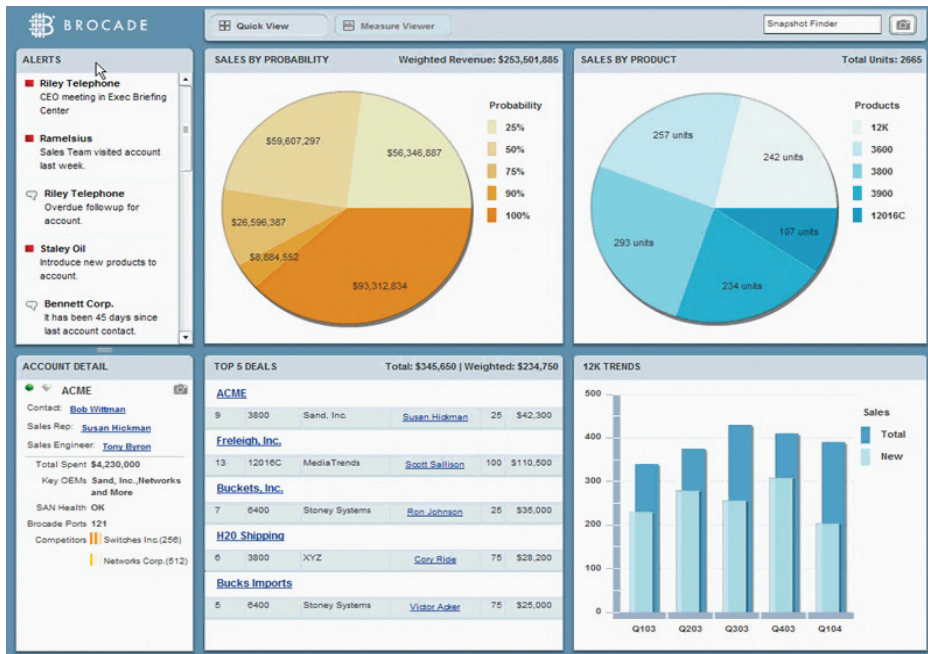 BROCADE
Quick View
Measure Viewer
Snapshot Finder
ALERTS
Riley Telephone
CEO meeting in Exec Briefing
Center
Ramelsius
Sales Team visited account
last week.
Riley Telephone
Overdue followup for
account.
Staley Oil
Introduce new products to
account.
Bennett Corp.
It has been 45 days since
last account contact.
SALES BY PROBABILITY Weighted Revenue: $253,501,885
$59,607,297
$56,346,887
$26,596,387
$8,684,552
$93,312,634
Probability
25%
50%
75%
90%
100%
SALES BY PRODUCT Total Units: 2665
257 units
242 units
293 units
107 units
234 units
Products
12K
3600
3800
3900
12016C
ACCOUNT DETAIL
ACME
Contact: Bob Wittman
Sales Rep: Susan Hickman
Sales Engineer: Tony Byron
Total Spent $4,230,000
Key OEMs Sand, Inc.,Networks
and More
SAN Health OK
Brocade Ports 121
Competitors Switches Inc.(256)
Networks Corp.(512)
TOP 5 DEALS Total: $345,650 | Weighted: $234,750
ACME
9 3800 Sand, Inc. Susan Hickman 25 $42,300
Freleigh, Inc.
13 12016C MediaTrends Scott Sallison 100 $110,500
Buckets, Inc.
7 6400 Stoney Systems Ron Johnson 25 $35,000
H20 Shipping
6 3800 XYZ Cory Ride 75 $28,200
Bucks Imports
5 6400 Stoney Systems Victor Acker 75 $25,000
12K TRENDS
500
400
300
200
100
0
Q103 Q203 Q303 Q403 Q104
Sales
Total
New